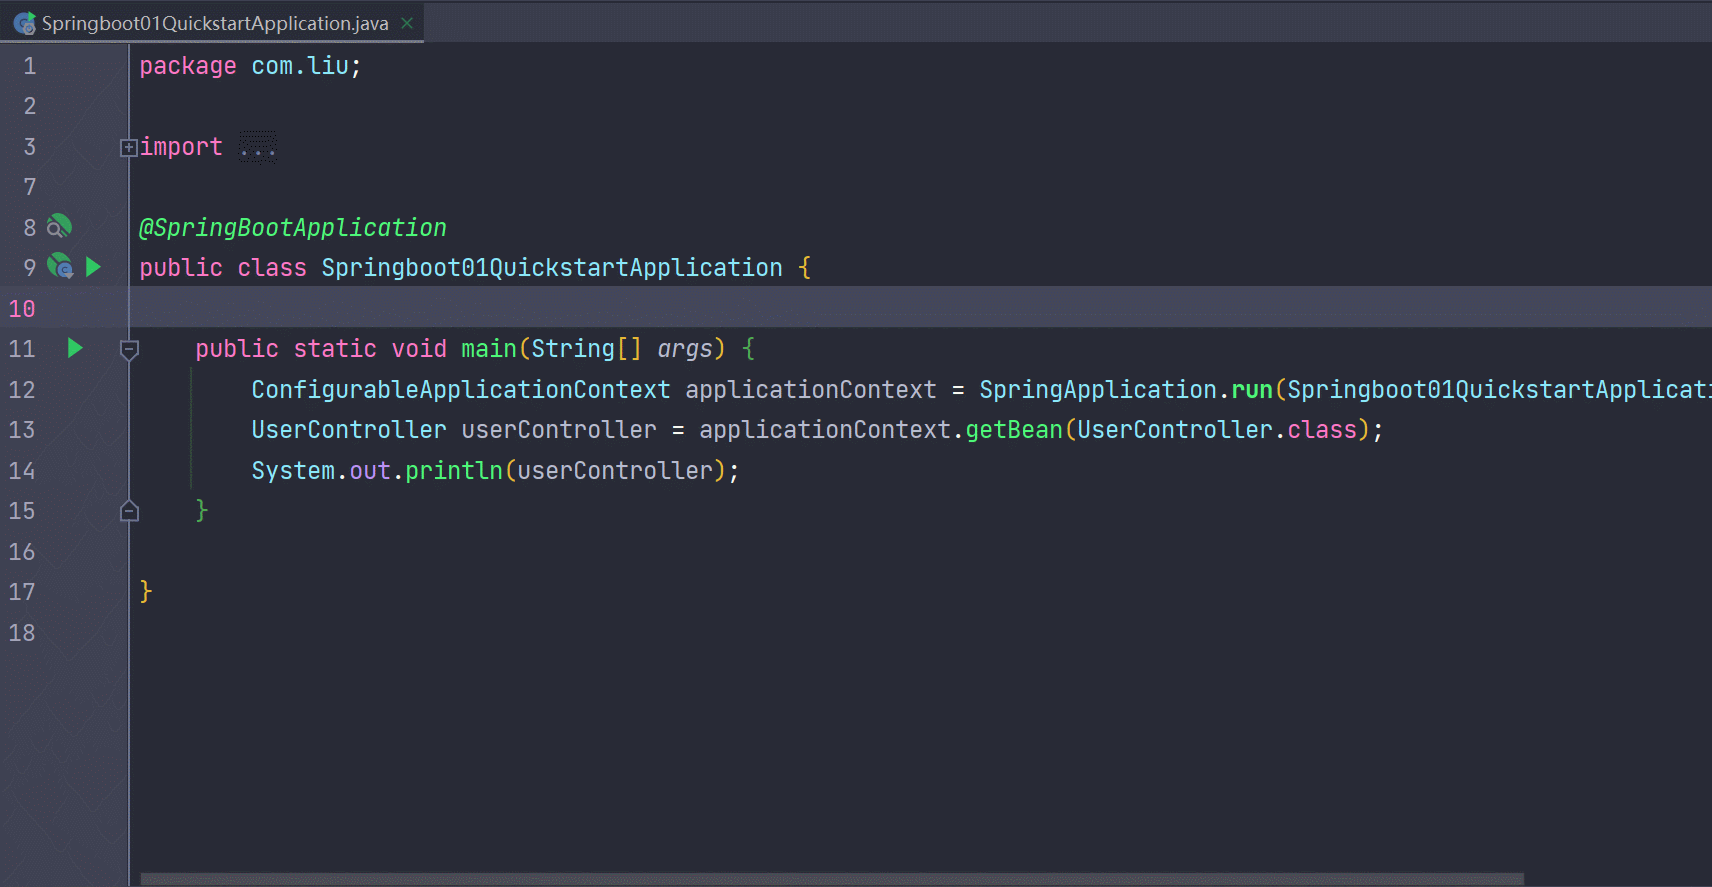 Springboot01QuickstartApplication.java
1 package com.liu;
2
3 import ...
7
8 @SpringBootApplication
9 public class Springboot01QuickstartApplication {
10
11     public static void main(String[] args) {
12         ConfigurableApplicationContext applicationContext = SpringApplication.run(Springboot01QuickstartApplicati
13         UserController userController = applicationContext.getBean(UserController.class);
14         System.out.println(userController);
15     }
16
17 }
18